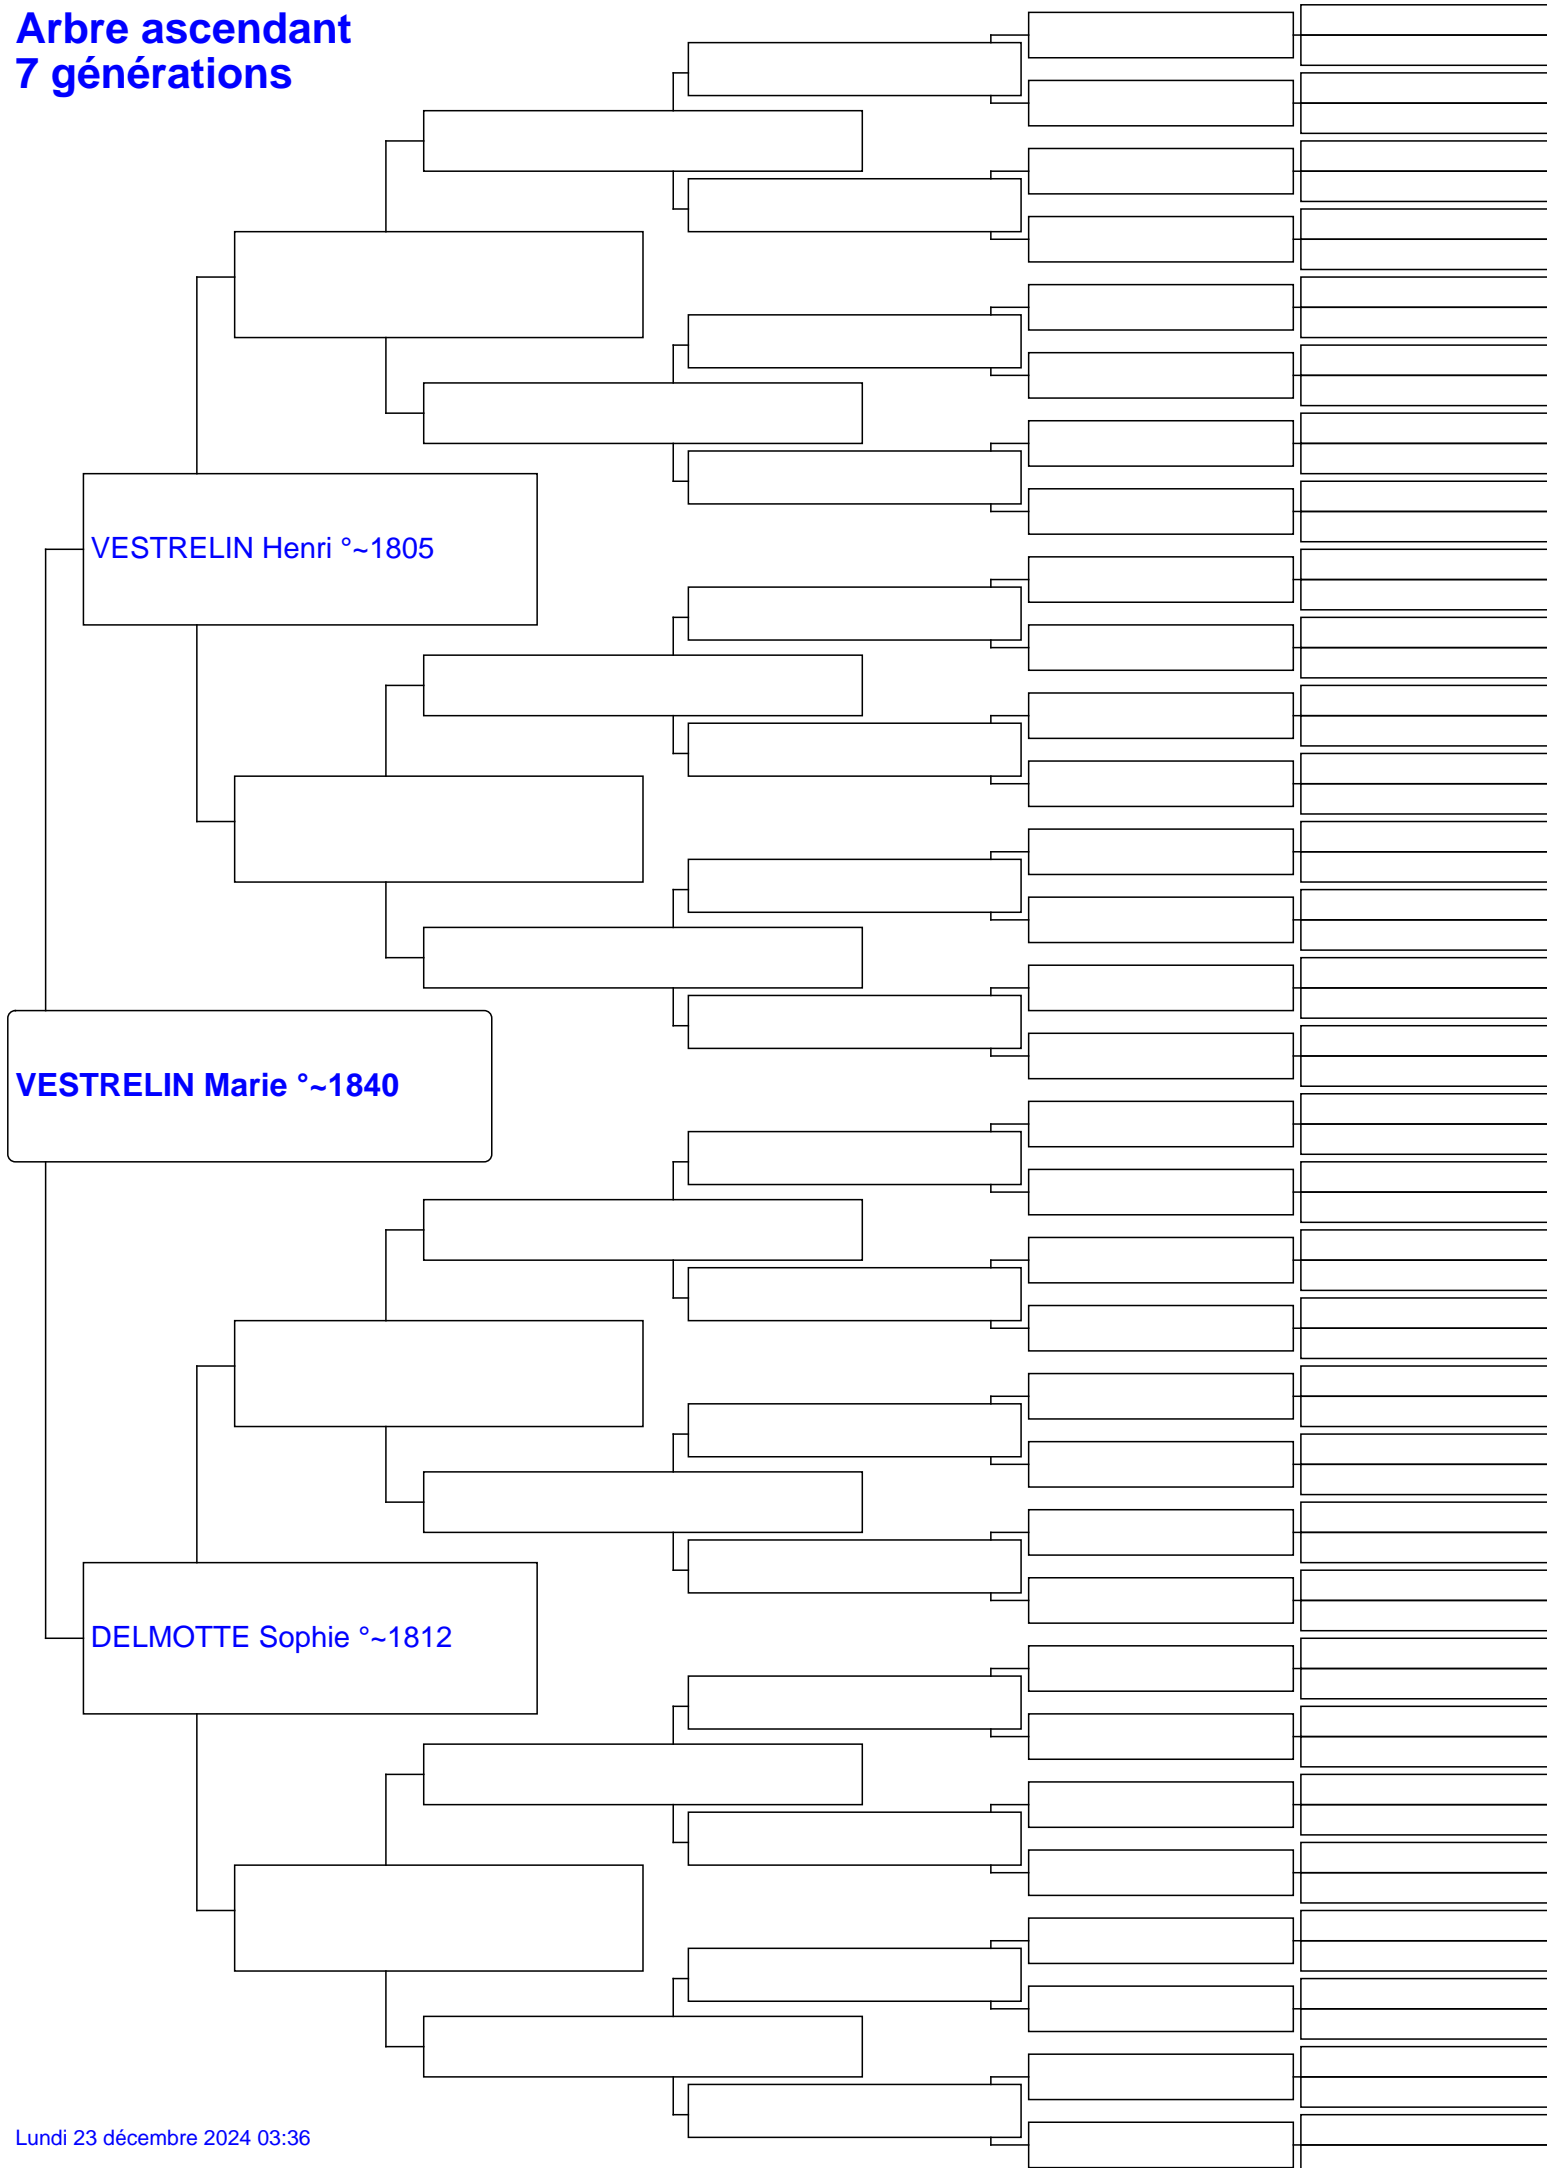 Arbre ascendant
7 générations
VESTRELIN Henri °~1805
VESTRELIN Marie °~1840
DELMOTTE Sophie °~1812
Lundi 23 décembre 2024 03:36